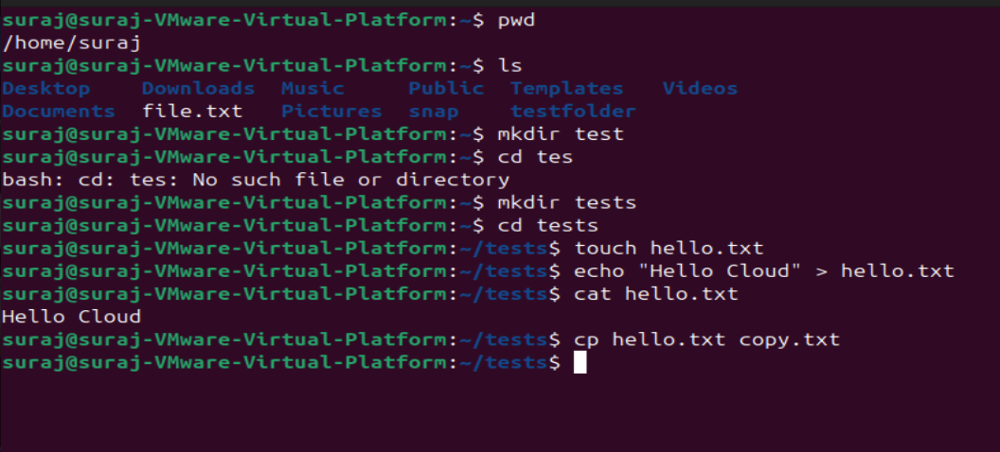 suraj@suraj-VMware-Virtual-Platform:~$ pwd
/home/suraj
suraj@suraj-VMware-Virtual-Platform:~$ ls
Desktop    Downloads  Music     Public  Templates   Videos
Documents  file.txt   Pictures  snap    testfolder
suraj@suraj-VMware-Virtual-Platform:~$ mkdir test
suraj@suraj-VMware-Virtual-Platform:~$ cd tes
bash: cd: tes: No such file or directory
suraj@suraj-VMware-Virtual-Platform:~$ mkdir tests
suraj@suraj-VMware-Virtual-Platform:~$ cd tests
suraj@suraj-VMware-Virtual-Platform:~/tests$ touch hello.txt
suraj@suraj-VMware-Virtual-Platform:~/tests$ echo "Hello Cloud" > hello.txt
suraj@suraj-VMware-Virtual-Platform:~/tests$ cat hello.txt
Hello Cloud
suraj@suraj-VMware-Virtual-Platform:~/tests$ cp hello.txt copy.txt
suraj@suraj-VMware-Virtual-Platform:~/tests$